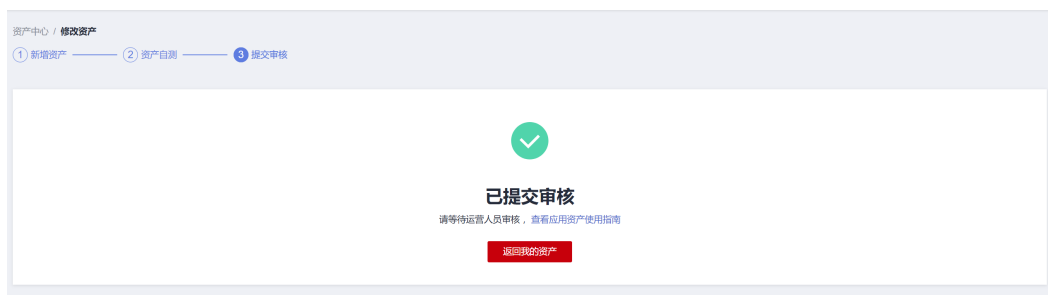 资产中心 / 修改资产
1 新增资产 2 资产自测 3 提交审核
已提交审核
请等待运营人员审核，查看应用资产使用指南
返回我的资产